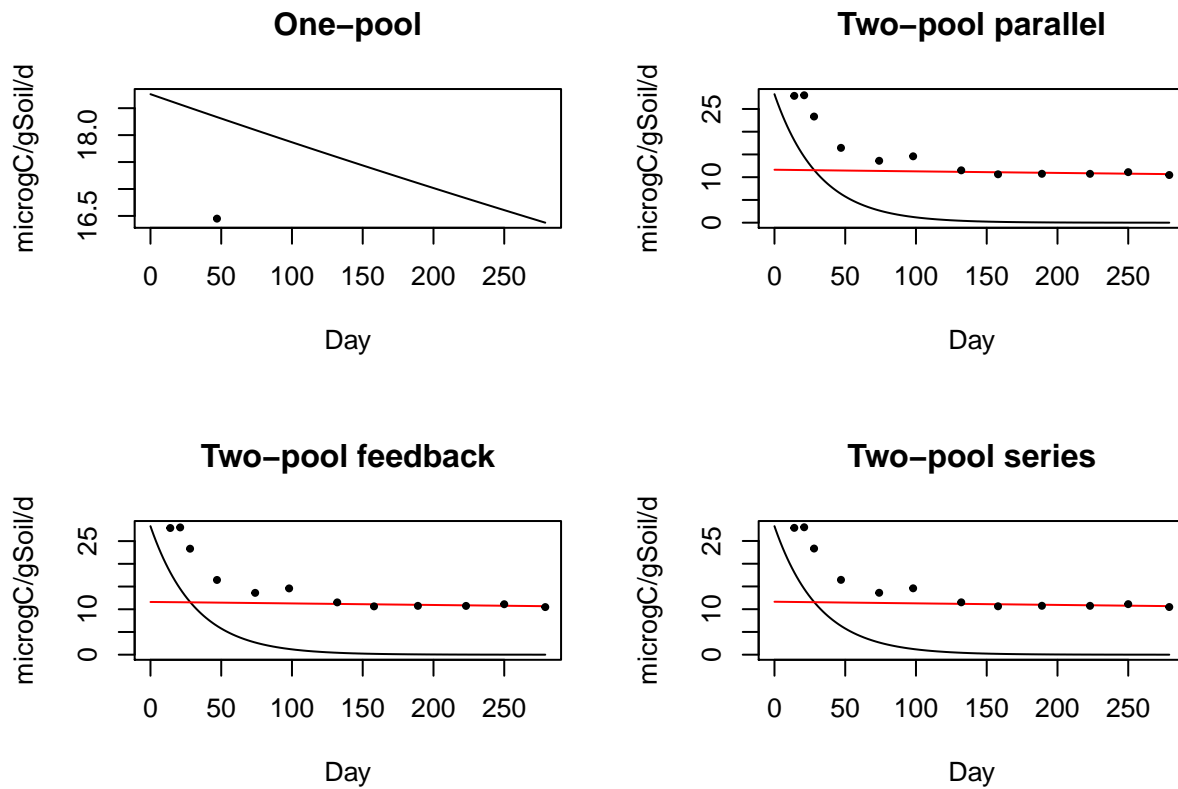 One−pool
microgC/gSoil/d
18.0
16.5
0 50 100 150 200 250
Day
Two−pool parallel
microgC/gSoil/d
25
10
0
0 50 100 150 200 250
Day
Two−pool feedback
microgC/gSoil/d
25
10
0
0 50 100 150 200 250
Day
Two−pool series
microgC/gSoil/d
25
10
0
0 50 100 150 200 250
Day